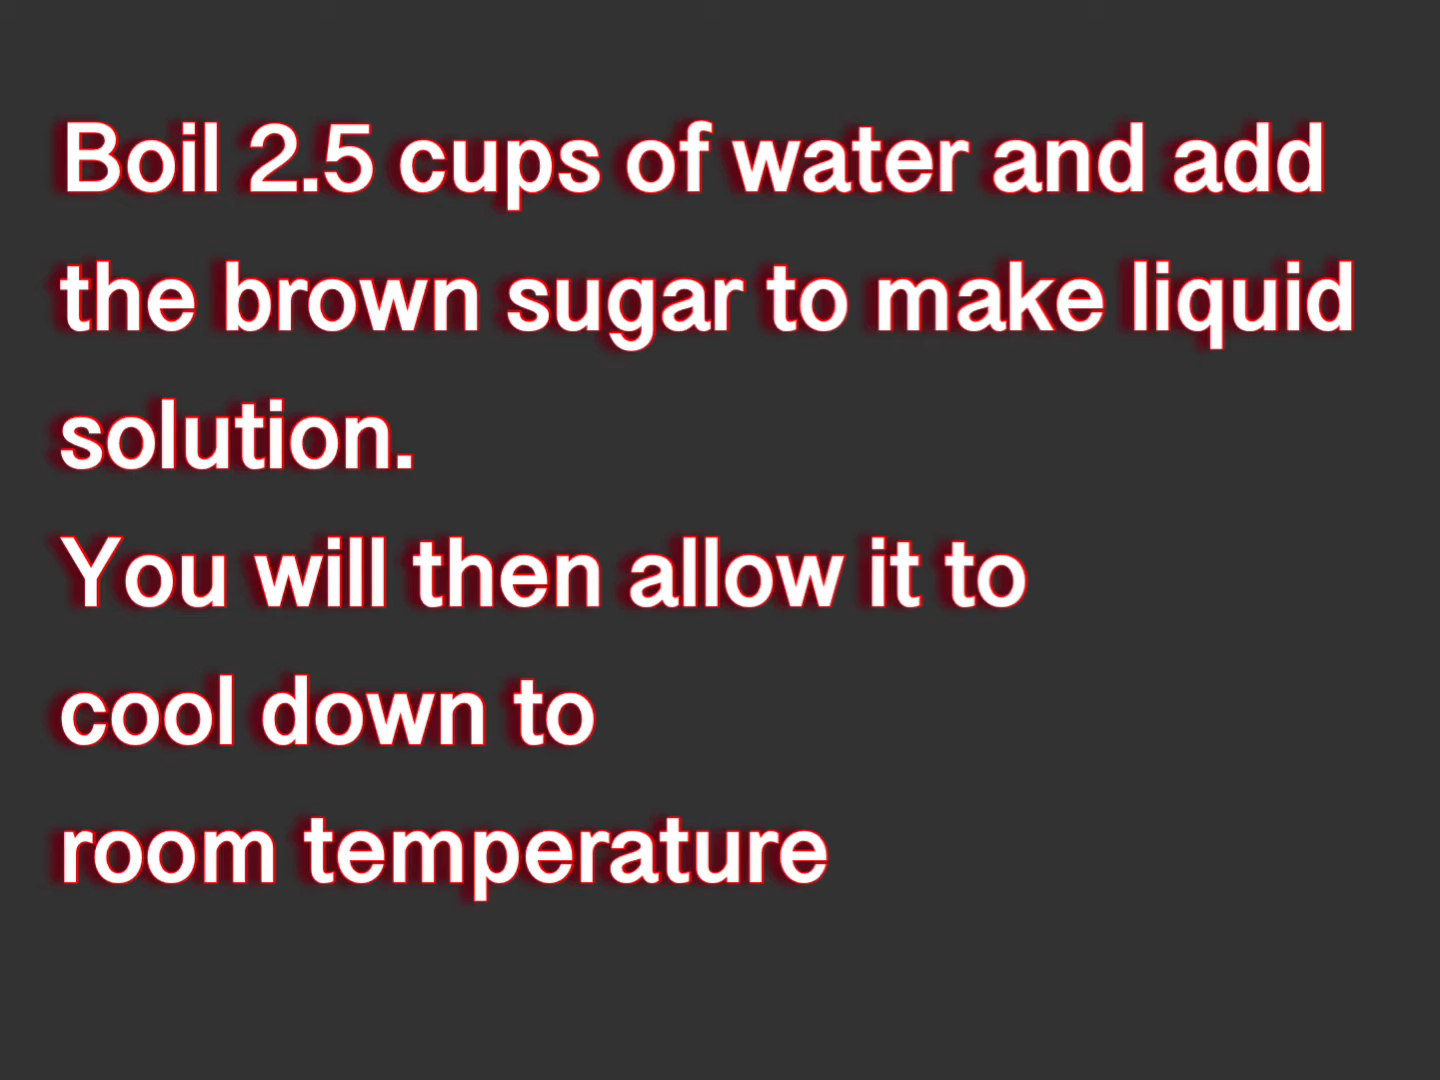 Boil 2.5 cups of water and add
the brown sugar to make liquid
solution.
You will then allow it to
cool down to
room temperature